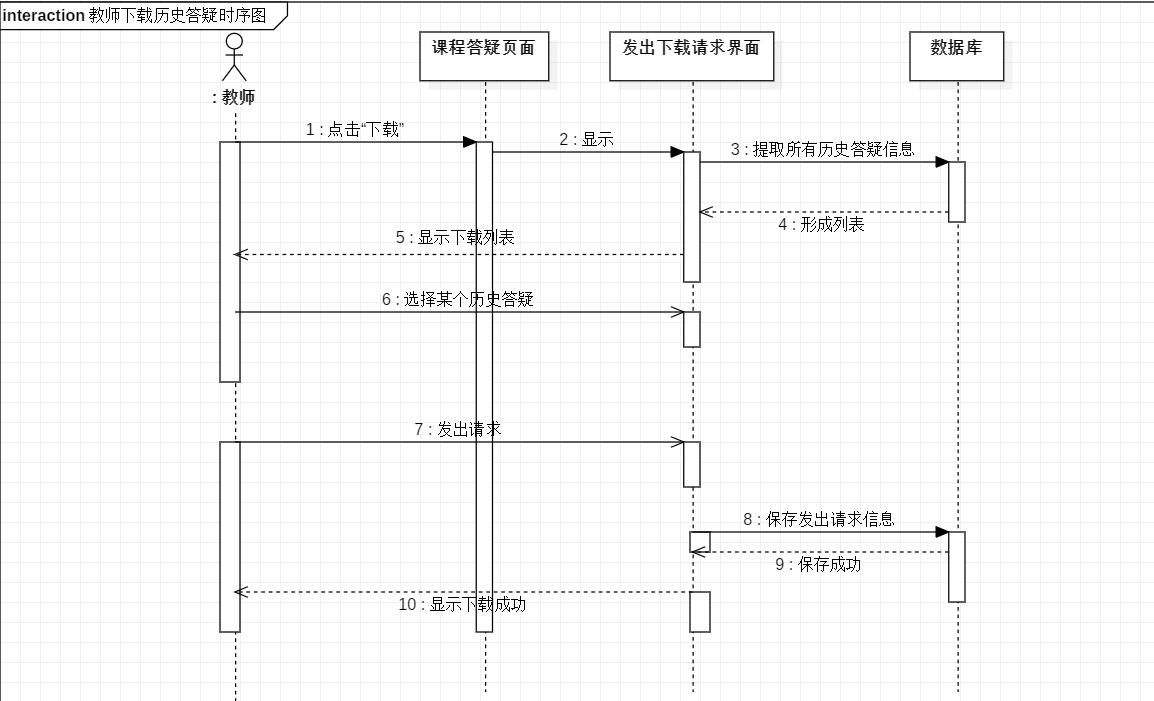 interaction 教师下载历史答疑时序图
课程答疑页面
发出下载请求界面
数据库
: 教师
1 : 点击“下载”
2 : 显示
3 : 提取所有历史答疑信息
4 : 形成列表
5 : 显示下载列表
6 : 选择某个历史答疑
7 : 发出请求
8 : 保存发出请求信息
9 : 保存成功
10 : 显示下载成功